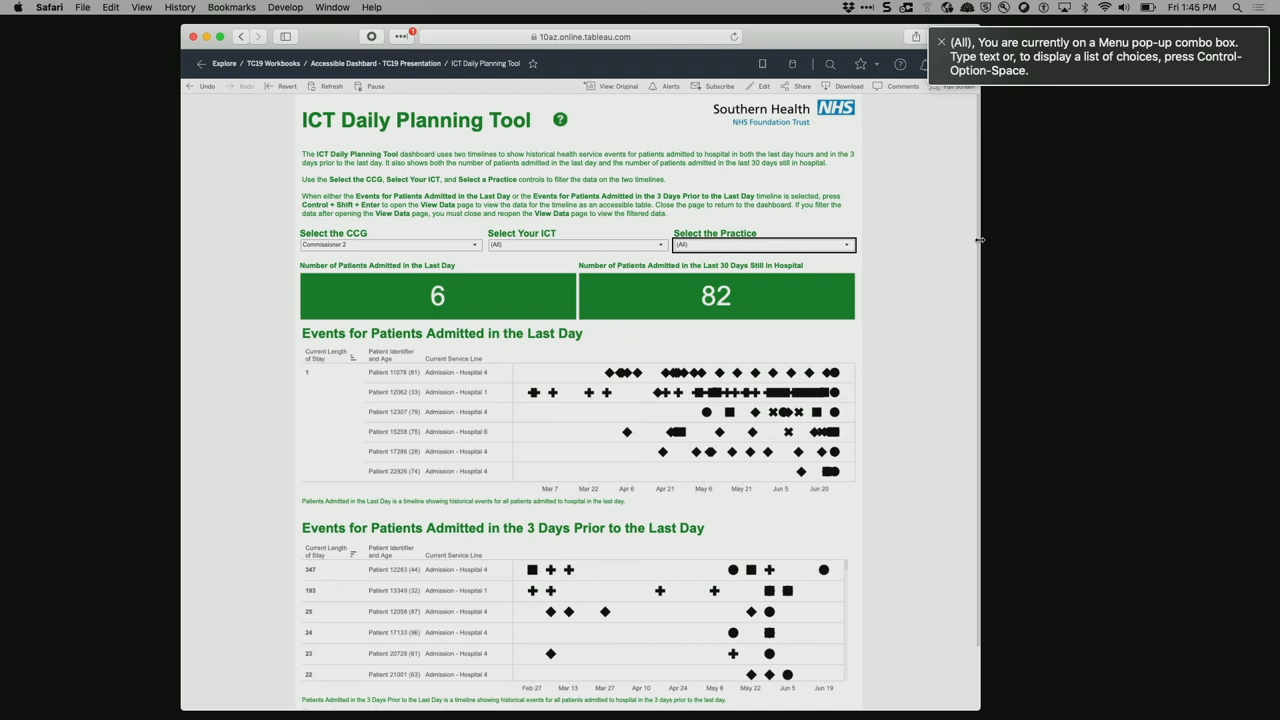 Safari File Edit View History Bookmarks Develop Window Help
Fri 1:45 PM
1
10az.online.tableau.com
(All), You are currently on a Menu pop-up combo box.
Type text or, to display a list of choices, press Control-
Option-Space.
Explore / TC19 Workbooks / Accessible Dashbard - TC19 Presentation / ICT Daily Planning Tool
Undo Redo Revert Refresh Pause View: Original Alerts Subscribe Edit Share Download Comments Full Screen
ICT Daily Planning Tool ?
Southern Health NHS
NHS Foundation Trust
The ICT Daily Planning Tool dashboard uses two timelines to show historical health service events for patients admitted to hospital in both the last day hours and in the 3
days prior to the last day. It also shows both the number of patients admitted in the last day and the number of patients admitted in the last 30 days still in hospital.
Use the Select the CCG, Select Your ICT, and Select a Practice controls to filter the data on the two timelines.
When either the Events for Patients Admitted in the Last Day or the Events for Patients Admitted in the 3 Days Prior to the Last Day timeline is selected, press
Control + Shift + Enter to open the View Data page to view the data for the timeline as an accessible table. Close the page to return to the dashboard. If you filter the
data after opening the View Data page, you must close and reopen the View Data page to view the filtered data.
Select the CCG Select Your ICT Select the Practice
Commissioner 2 (All) (All)
Number of Patients Admitted in the Last Day Number of Patients Admitted in the Last 30 Days Still in Hospital
6 82
Events for Patients Admitted in the Last Day
Current Length Patient Identifier
of Stay and Age Current Service Line
1 Patient 11078 (81) Admission - Hospital 4
Patient 12062 (33) Admission - Hospital 1
Patient 12307 (79) Admission - Hospital 4
Patient 15258 (75) Admission - Hospital 6
Patient 17286 (28) Admission - Hospital 4
Patient 22926 (74) Admission - Hospital 4
Mar 7 Mar 22 Apr 6 Apr 21 May 6 May 21 Jun 5 Jun 20
Patients Admitted in the Last Day is a timeline showing historical events for all patients admitted to hospital in the last day.
Events for Patients Admitted in the 3 Days Prior to the Last Day
Current Length Patient Identifier
of Stay and Age Current Service Line
347 Patient 12283 (44) Admission - Hospital 4
193 Patient 13349 (32) Admission - Hospital 1
25 Patient 12058 (87) Admission - Hospital 4
24 Patient 17133 (96) Admission - Hospital 4
23 Patient 20728 (61) Admission - Hospital 4
22 Patient 21001 (63) Admission - Hospital 4
Feb 27 Mar 13 Mar 27 Apr 10 Apr 24 May 8 May 22 Jun 5 Jun 19
Patients Admitted in the 3 Days Prior to the Last Day is a timeline showing historical events for all patients admitted to hospital in the 3 days prior to the last day.